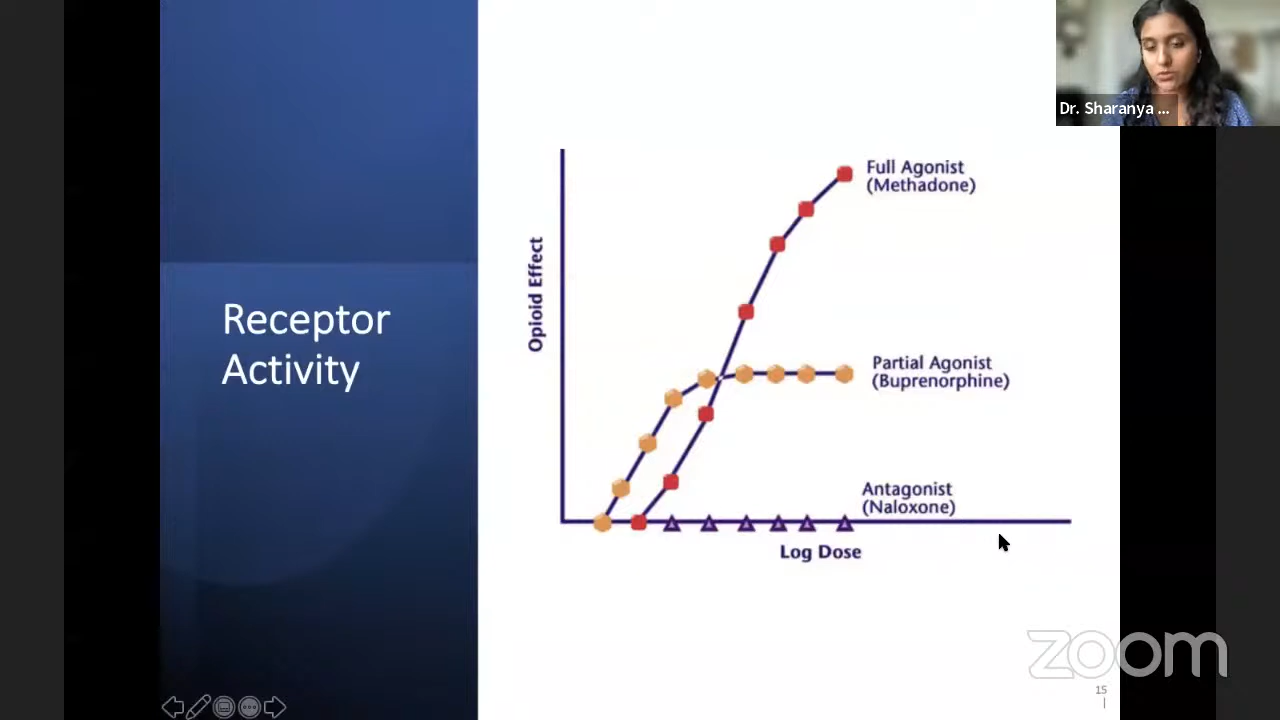 Dr. Sharanya ...
Receptor
Activity
Opioid Effect
Full Agonist
(Methadone)
Partial Agonist
(Buprenorphine)
Antagonist
(Naloxone)
Log Dose
zoom
15